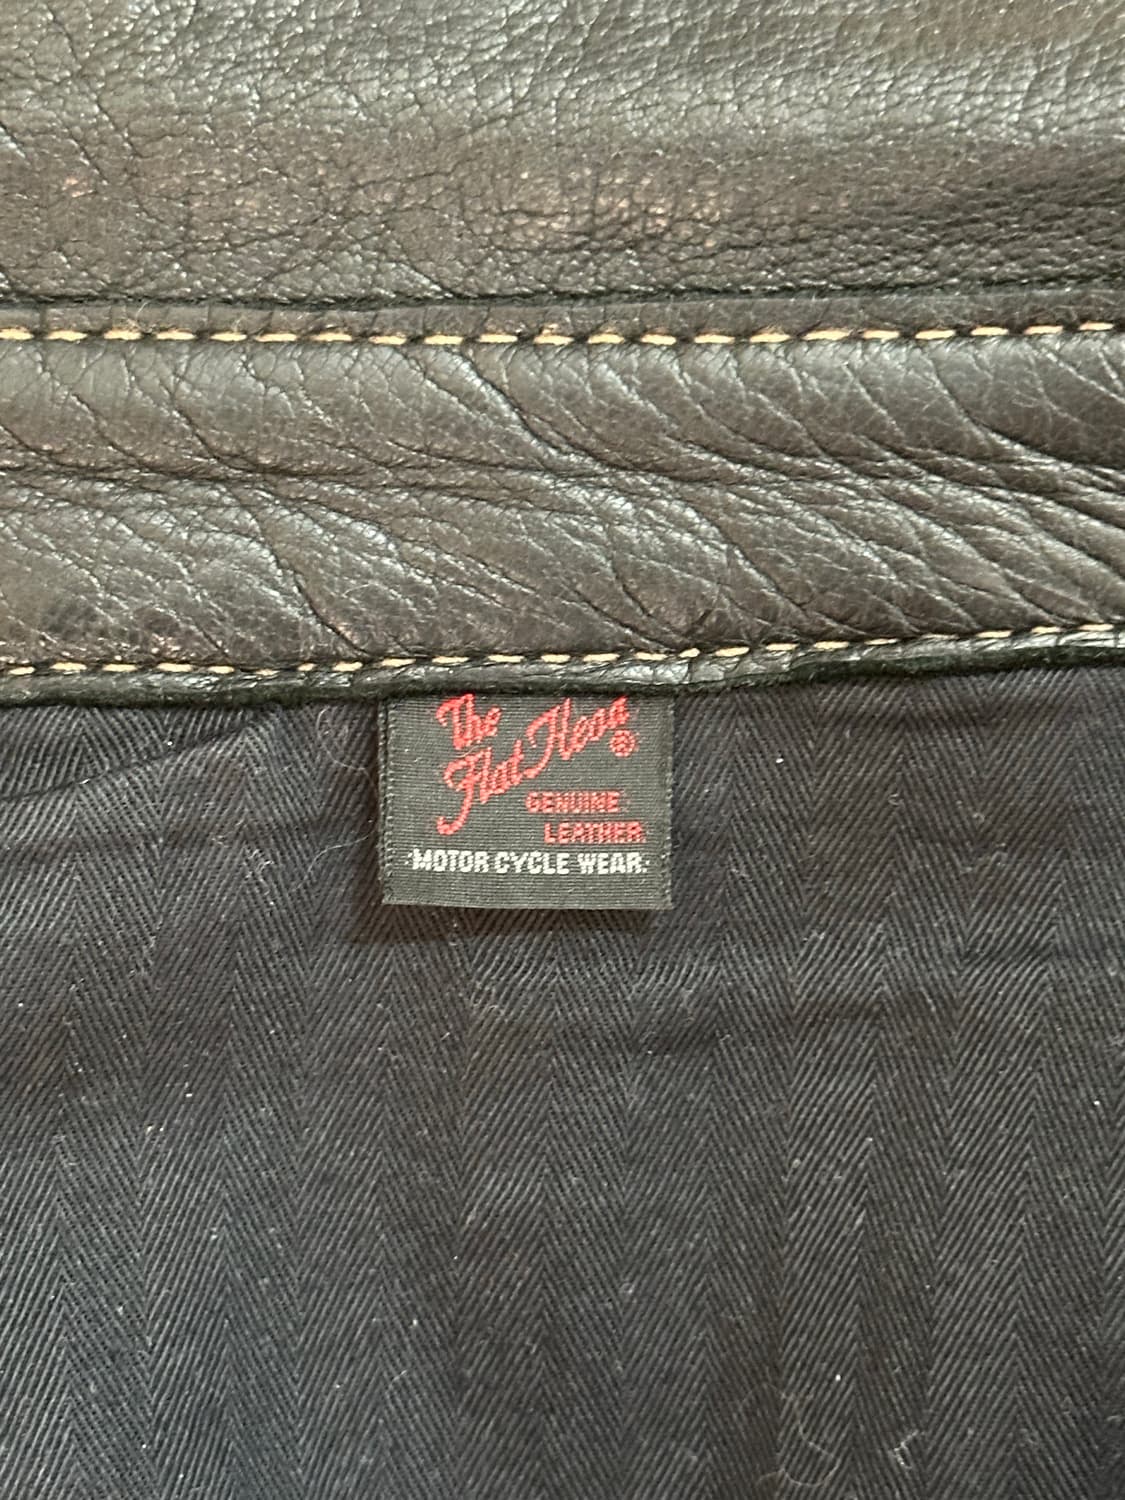 The
Flat Head ®
GENUINE
LEATHER
·MOTOR CYCLE WEAR·